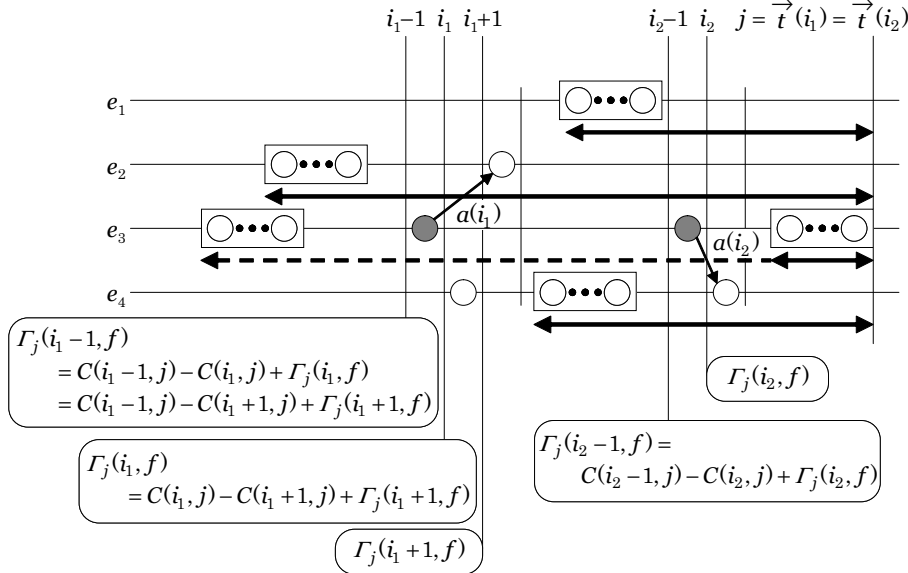 i₁−1 i₁ i₁+1 i₂−1 i₂ j = t⃗(i₁) = t⃗(i₂)
e₁
e₂
a(i₁)
e₃
a(i₂)
e₄
Γⱼ(i₁−1, f)
= C(i₁−1, j) − C(i₁, j) + Γⱼ(i₁, f)
= C(i₁−1, j) − C(i₁+1, j) + Γⱼ(i₁+1, f)
Γⱼ(i₂, f)
Γⱼ(i₂−1, f) =
C(i₂−1, j) − C(i₂, j) + Γⱼ(i₂, f)
Γⱼ(i₁, f)
= C(i₁, j) − C(i₁+1, j) + Γⱼ(i₁+1, f)
Γⱼ(i₁+1, f)